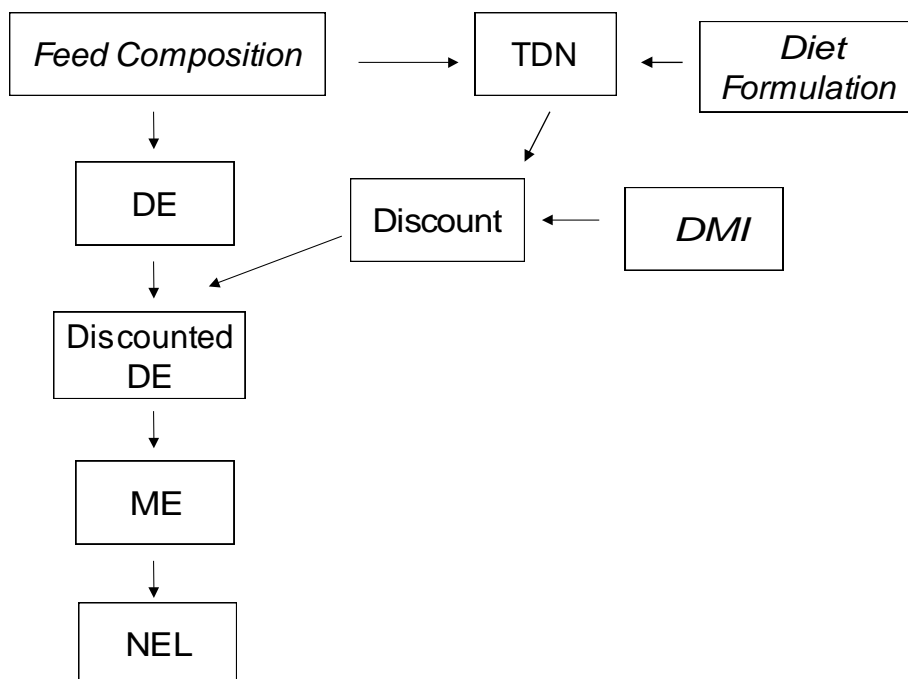 Feed Composition
TDN
Diet
Formulation
DE
Discount
DMI
Discounted
DE
ME
NEL